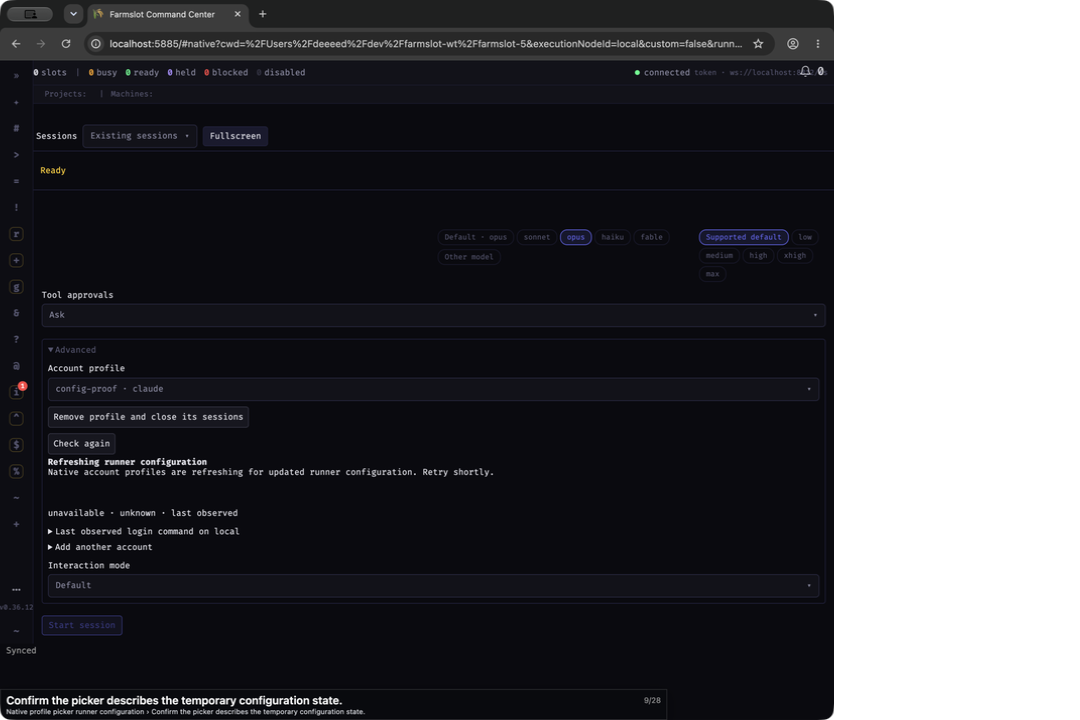 Farmslot Command Center
localhost:5885/#native?cwd=%2FUsers%2Fdeeeed%2Fdev%2Ffarmslot-wt%2Ffarmslot-5&executionNodeId=local&custom=false&runn...
0 slots | 0 busy 0 ready 0 held 0 blocked 0 disabled
connected token - ws://localhost:
0
Projects: | Machines:
Sessions Existing sessions Fullscreen
Ready
Default · opus sonnet opus haiku fable
Other model
Supported default low
medium high xhigh
max
Tool approvals
Ask
Advanced
Account profile
config-proof · claude
Remove profile and close its sessions
Check again
Refreshing runner configuration
Native account profiles are refreshing for updated runner configuration. Retry shortly.
unavailable · unknown · last observed
Last observed login command on local
Add another account
Interaction mode
Default
Start session
v0.36.12
Synced
Confirm the picker describes the temporary configuration state.
9/28
Native profile picker runner configuration › Confirm the picker describes the temporary configuration state.